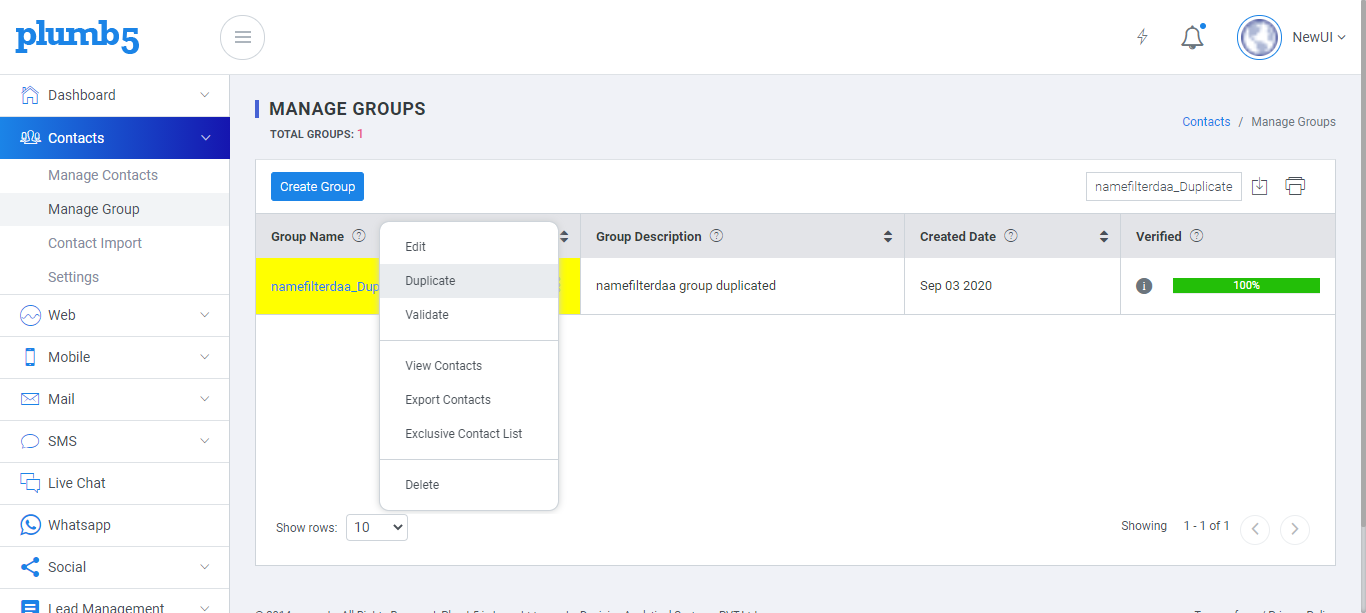 plumb5
NewUI
Dashboard
Contacts
Manage Contacts
Manage Group
Contact Import
Settings
Web
Mobile
Mail
SMS
Live Chat
Whatsapp
Social
Lead Management
MANAGE GROUPS
TOTAL GROUPS: 1
Contacts / Manage Groups
Create Group
namefilterdaa_Duplicate
Group Name
Group Description
Created Date
Verified
namefilterdaa_Dup
namefilterdaa group duplicated
Sep 03 2020
i
100%
Edit
Duplicate
Validate
View Contacts
Export Contacts
Exclusive Contact List
Delete
Show rows: 10
Showing 1 - 1 of 1